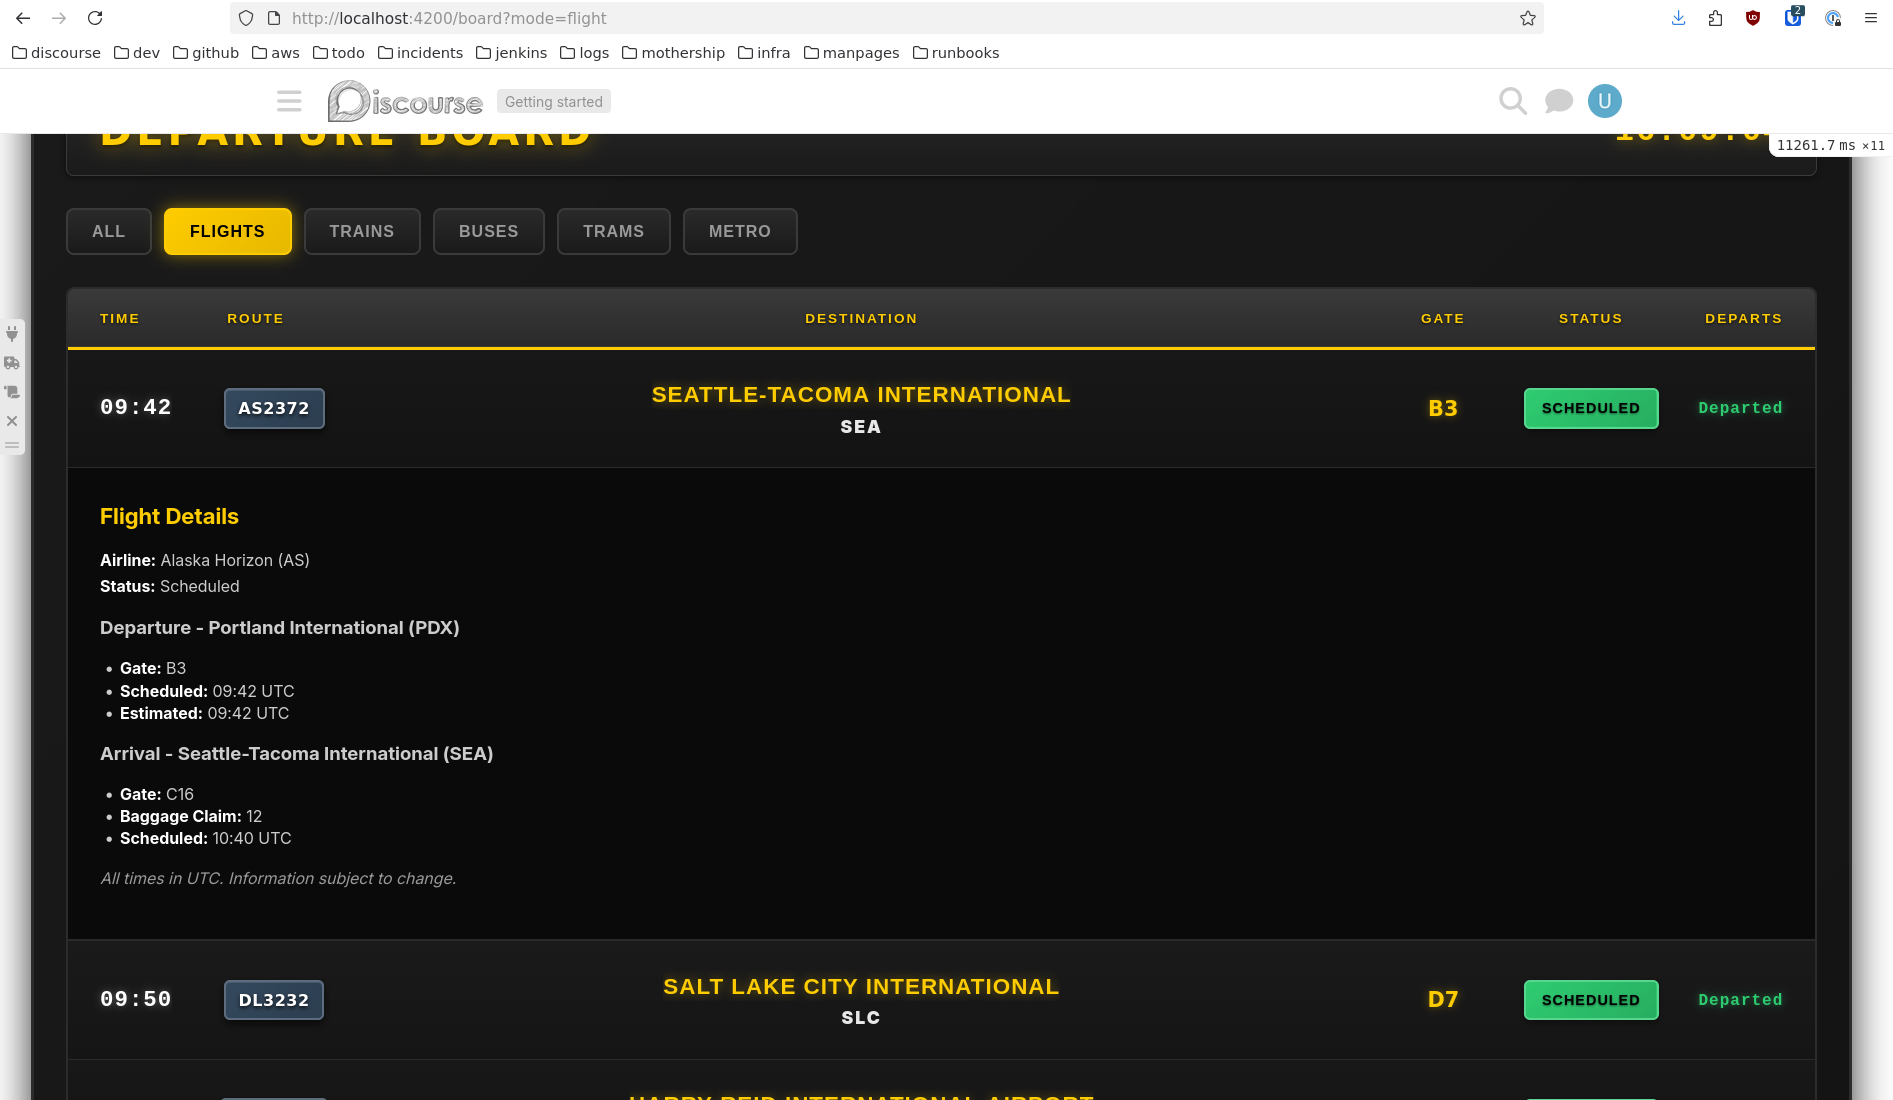 http://localhost:4200/board?mode=flight
2
discourse dev github aws todo incidents jenkins logs mothership infra manpages runbooks
Discourse Getting started U
DEPARTURE BOARD
11261.7 ms ×11
ALL FLIGHTS TRAINS BUSES TRAMS METRO
TIME ROUTE DESTINATION GATE STATUS DEPARTS
09:42 AS2372 SEATTLE-TACOMA INTERNATIONAL B3 SCHEDULED Departed
SEA
Flight Details
Airline: Alaska Horizon (AS)
Status: Scheduled
Departure - Portland International (PDX)
• Gate: B3
• Scheduled: 09:42 UTC
• Estimated: 09:42 UTC
Arrival - Seattle-Tacoma International (SEA)
• Gate: C16
• Baggage Claim: 12
• Scheduled: 10:40 UTC
All times in UTC. Information subject to change.
09:50 DL3232 SALT LAKE CITY INTERNATIONAL D7 SCHEDULED Departed
SLC
HARRY REID INTERNATIONAL AIRPORT